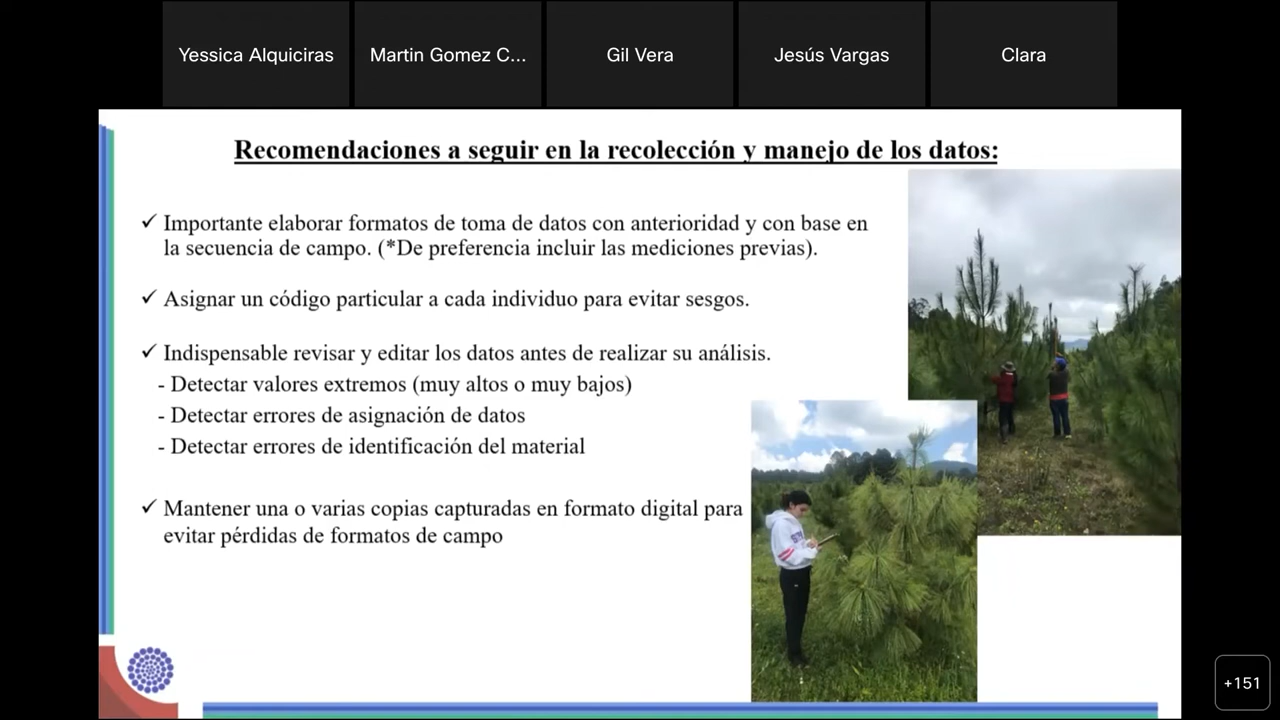 Yessica Alquiciras
Martin Gomez C...
Gil Vera
Jesús Vargas
Clara
Recomendaciones a seguir en la recolección y manejo de los datos:
✓ Importante elaborar formatos de toma de datos con anterioridad y con base en
la secuencia de campo. (*De preferencia incluir las mediciones previas).
✓ Asignar un código particular a cada individuo para evitar sesgos.
✓ Indispensable revisar y editar los datos antes de realizar su análisis.
- Detectar valores extremos (muy altos o muy bajos)
- Detectar errores de asignación de datos
- Detectar errores de identificación del material
✓ Mantener una o varias copias capturadas en formato digital para
evitar pérdidas de formatos de campo
+151